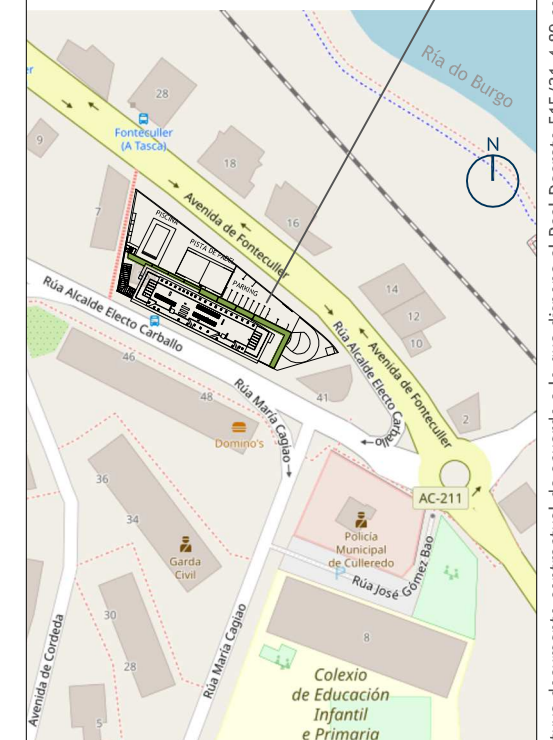 Ría do Burgo
N
er
28
Fontéculler
(A Tasca)
9
18
7
Avenida de Fonteculler
16
PISCINA
PISTA DE PADEL
PARKING
14
12
10
Rúa Alcalde Electo Carballo
Rúa Alcalde Electo Carballo
Avenida de Fonteculler
46
48
41
2
Rúa María Cagiao
Domino's
AC-211
36
34
Garda
Civil
Policía
Municipal
de Culleredo
P
Rúa José Gómez Bao
30
28
8
Avenida de Cordeda
Rúa María Cagiao
5
Colexio
de Educación
Infantil
e Primaria